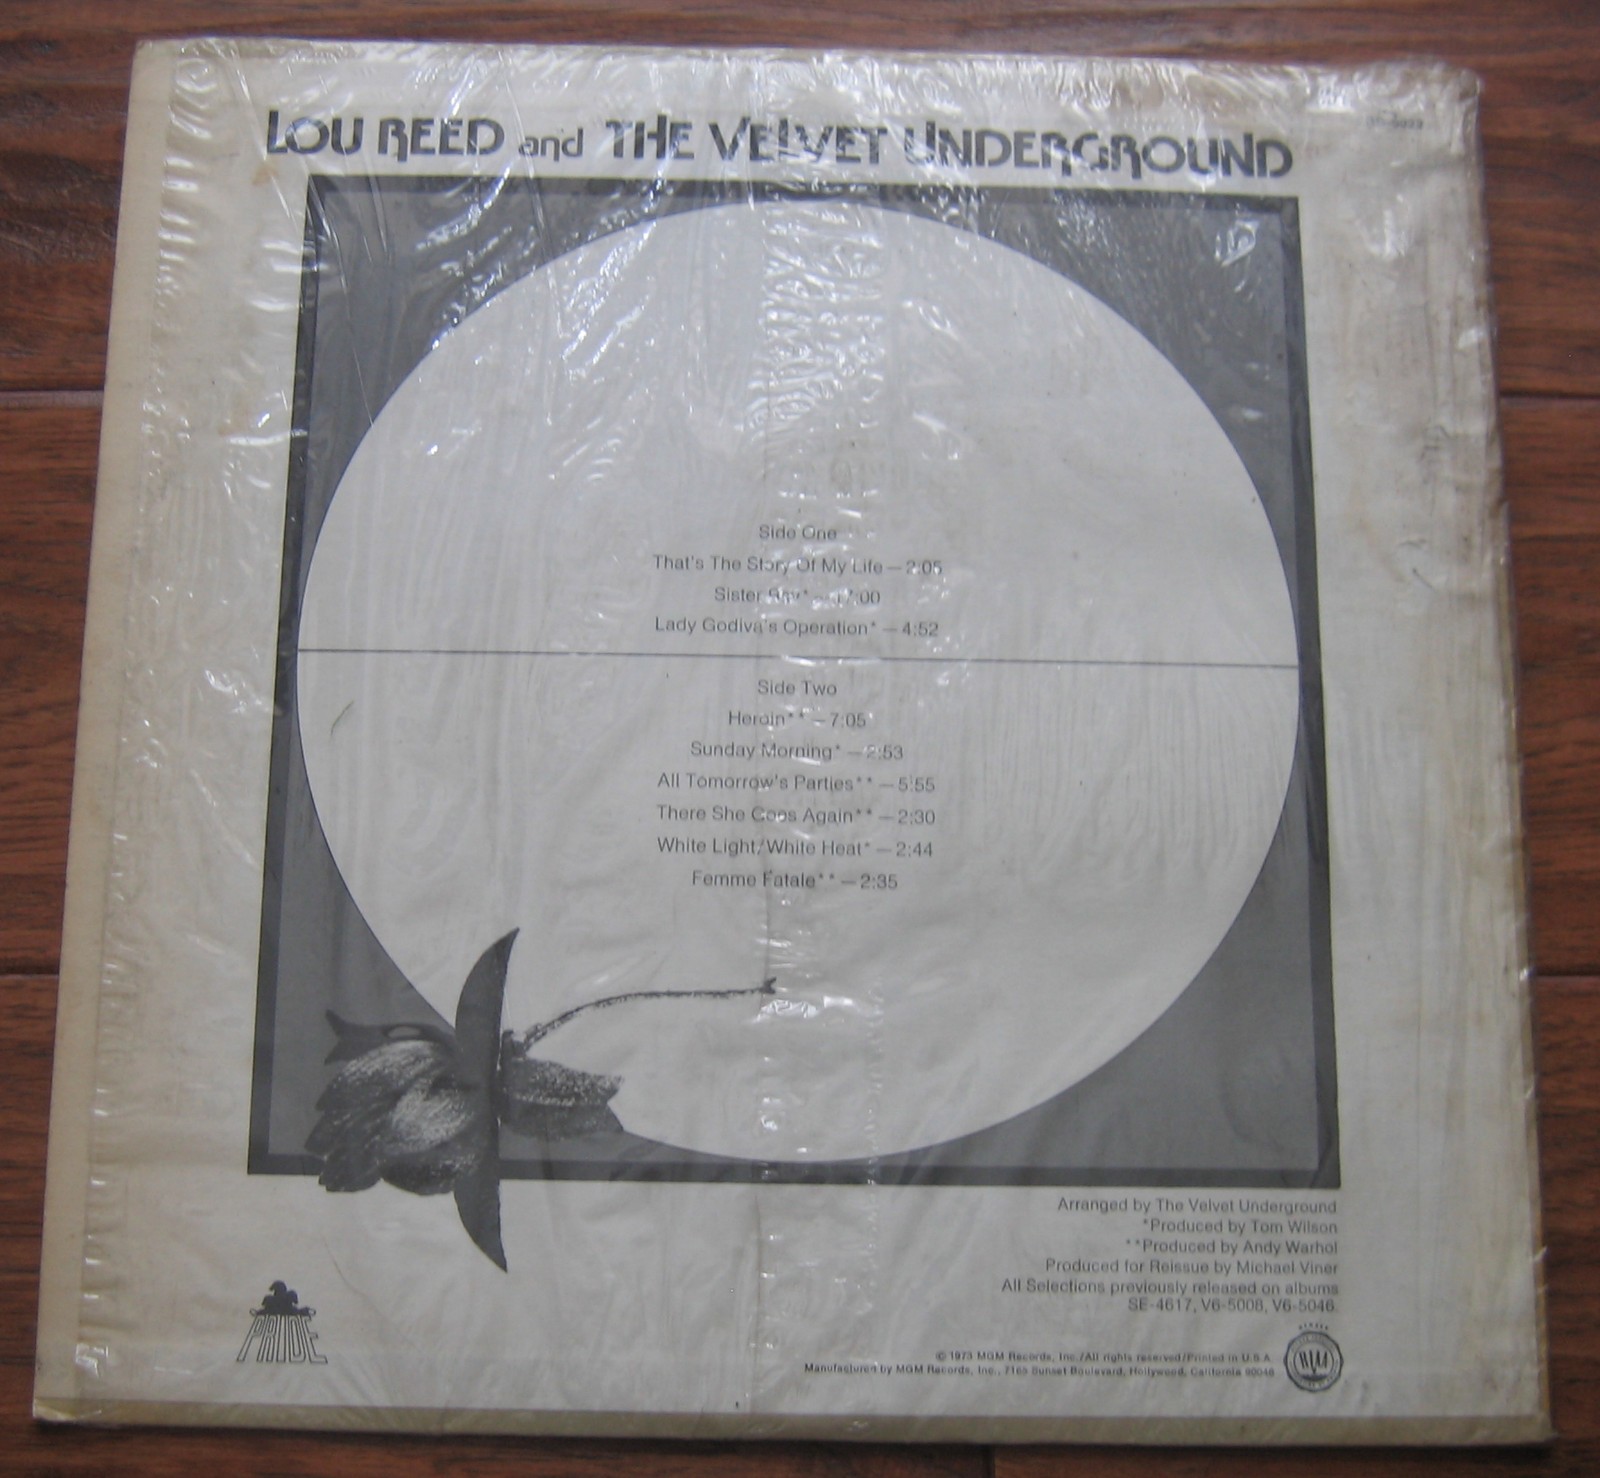 LOU REED and THE VELVET UNDERGROUND
Side One
That's The Story Of My Life — 2:05
Sister Ray* — 17:00
Lady Godiva's Operation* — 4:52
Side Two
Heroin** — 7:05
Sunday Morning* — 2:53
All Tomorrow's Parties** — 5:55
There She Goes Again** — 2:30
White Light/White Heat* — 2:44
Femme Fatale** — 2:35
Arranged by The Velvet Underground
*Produced by Tom Wilson
**Produced by Andy Warhol
Produced for Reissue by Michael Viner
All Selections previously released on albums
SE-4617, V6-5008, V6-5046.
PRIDE
© 1973 MGM Records, Inc./All rights reserved/Printed in U.S.A.
Manufactured by MGM Records, Inc., 7165 Sunset Boulevard, Hollywood, California 90046